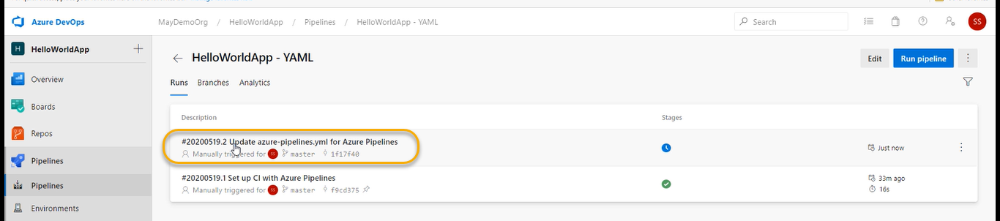 Azure DevOps
MayDemoOrg / HelloWorldApp / Pipelines / HelloWorldApp - YAML
Search
SS
H HelloWorldApp
HelloWorldApp - YAML
Edit
Run pipeline
Overview
Runs Branches Analytics
Boards
Description Stages
Repos
#20200519.2 Update azure-pipelines.yml for Azure Pipelines
Just now
Manually triggered for SS master 1f17f40
Pipelines
#20200519.1 Set up CI with Azure Pipelines
33m ago
Pipelines
Manually triggered for SS master f9cd375
16s
Environments